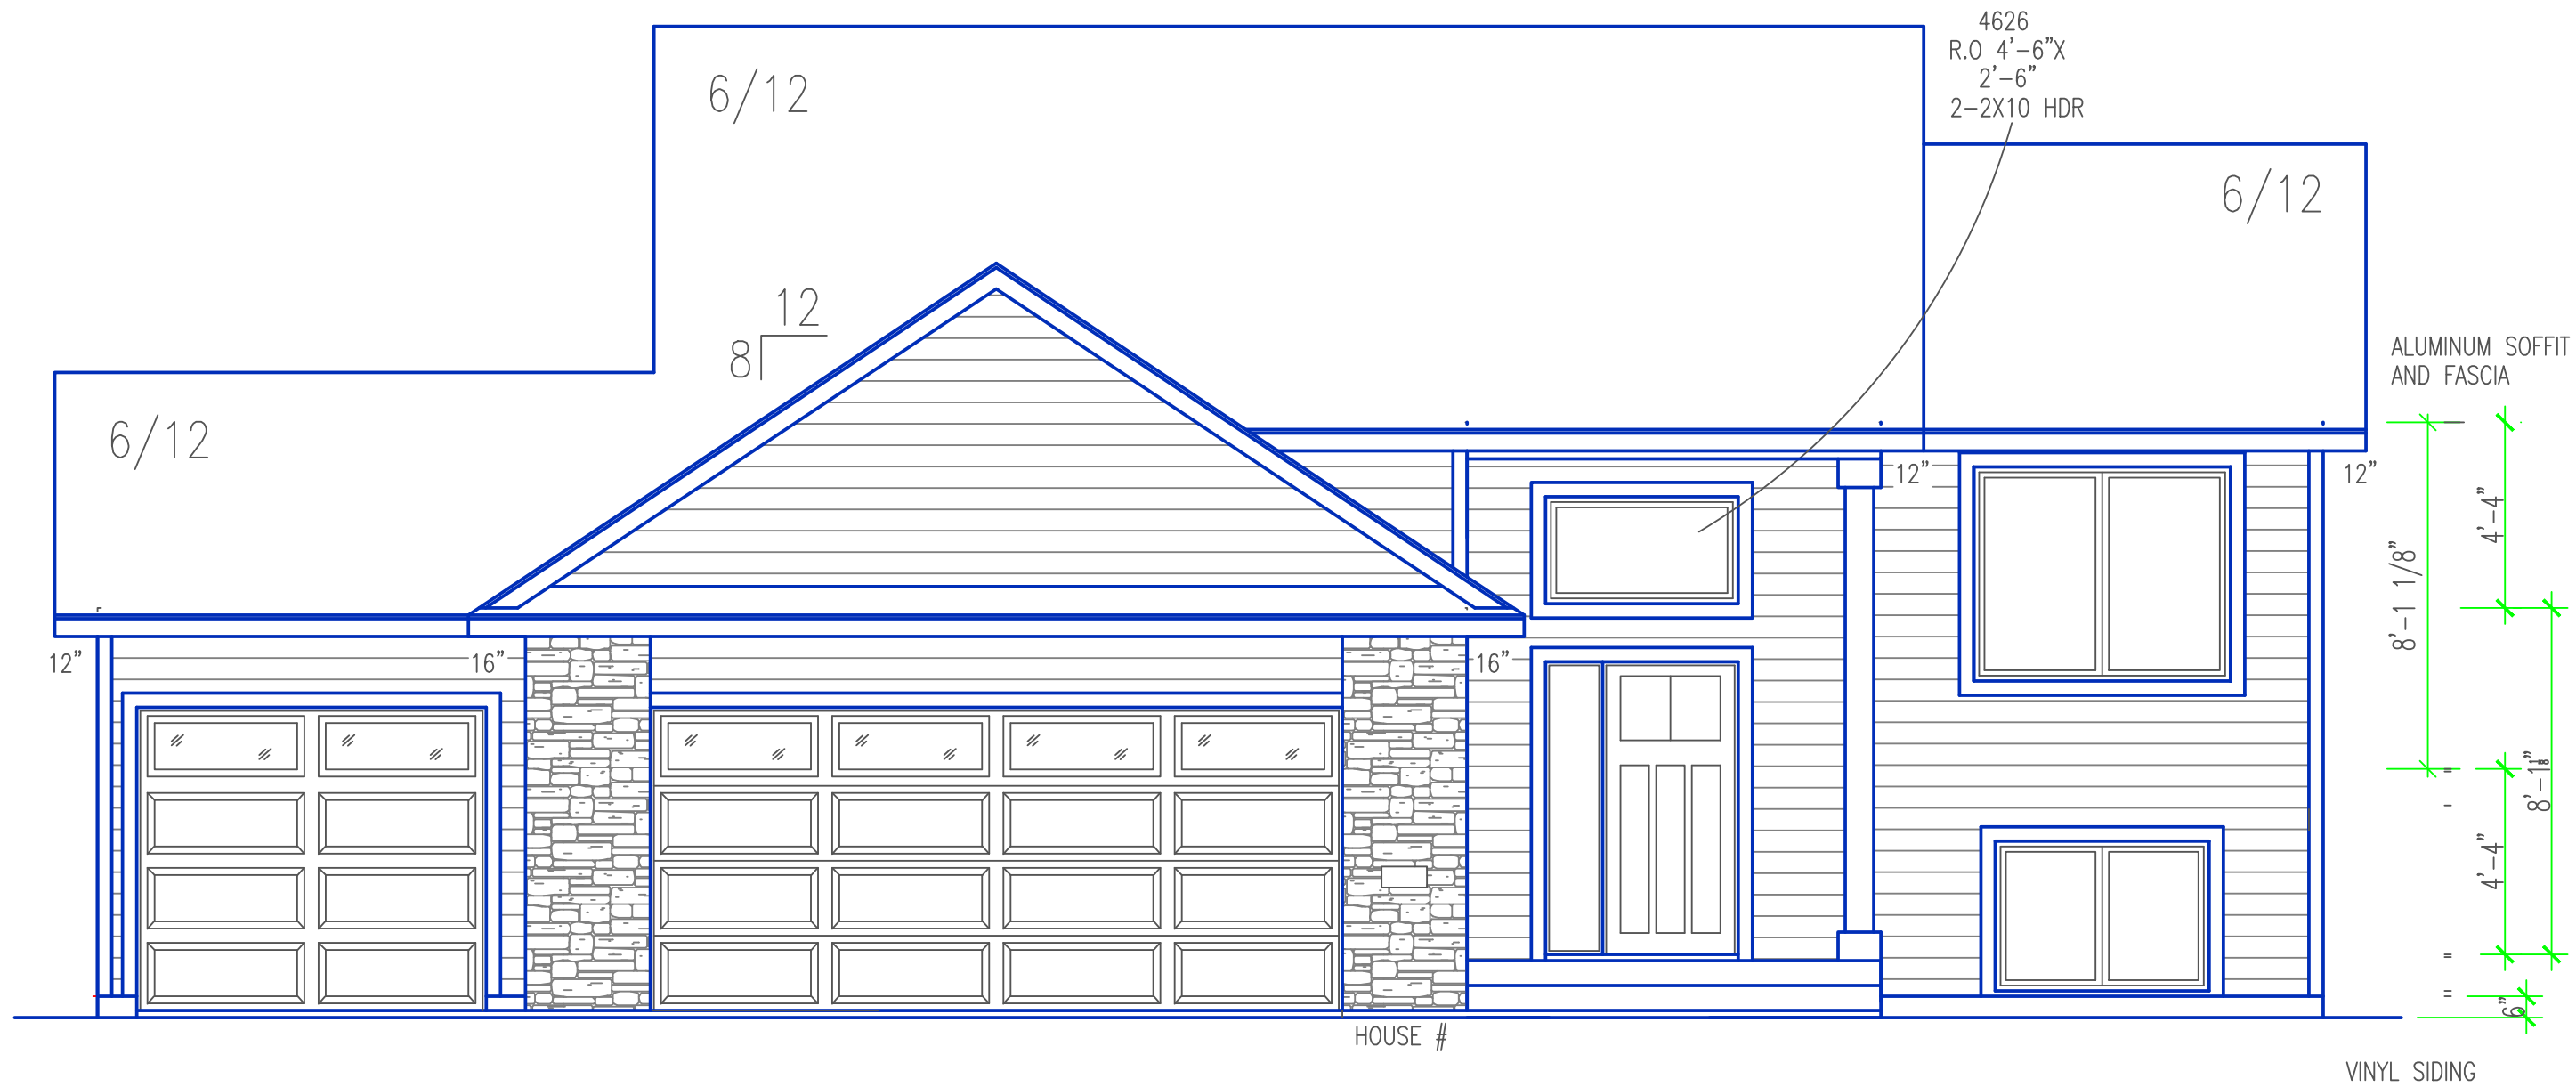 4626
R.O 4'-6"X
2'-6"
2-2X10 HDR
6/12
6/12
12
8
ALUMINUM SOFFIT
AND FASCIA
6/12
12"
12"
4'-4"
8'-1 1/8"
12"
16"
16"
8'-1 1/8"
4'-4"
6"
HOUSE #
VINYL SIDING